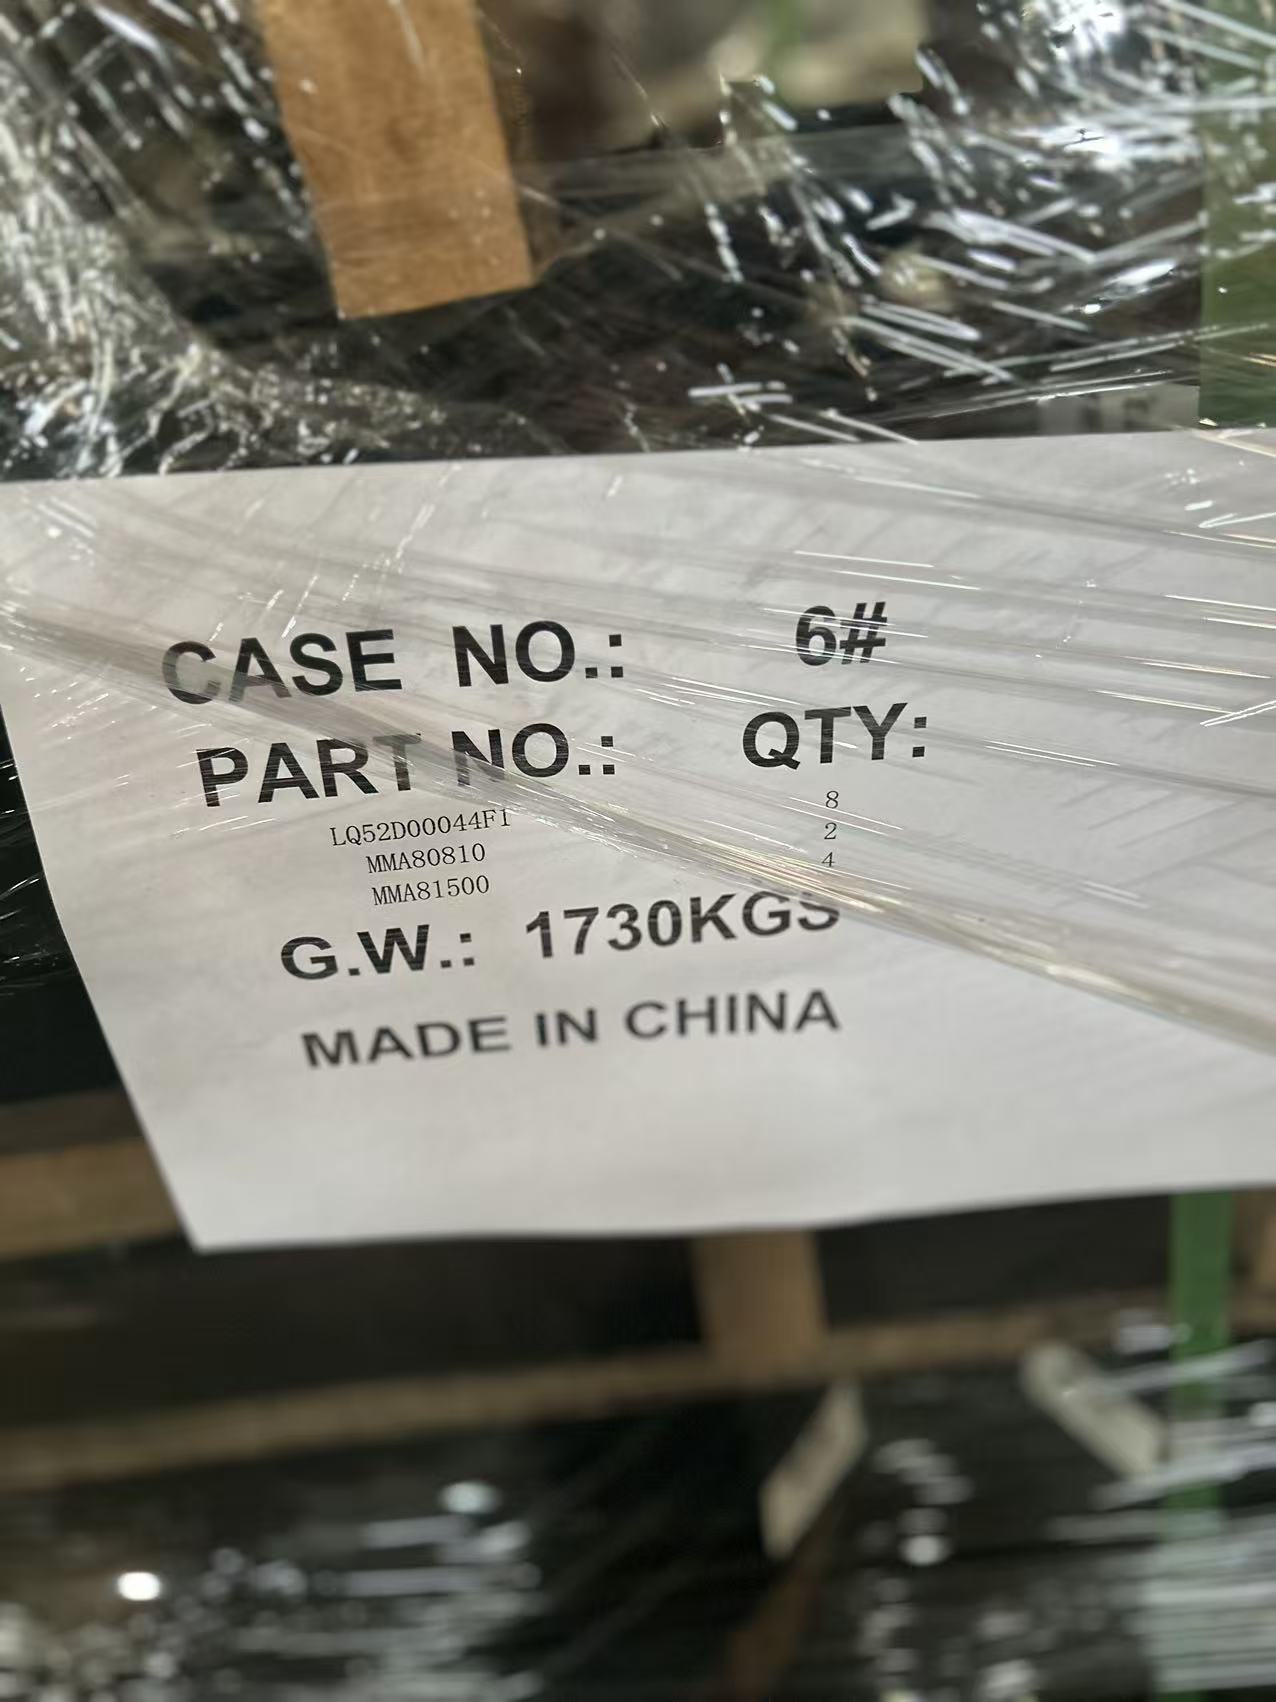 CASE NO.: 6#
PART NO.: QTY:
LQ52D00044F1 8
MMA80810 2
MMA81500 4
G.W.: 1730KGS
MADE IN CHINA